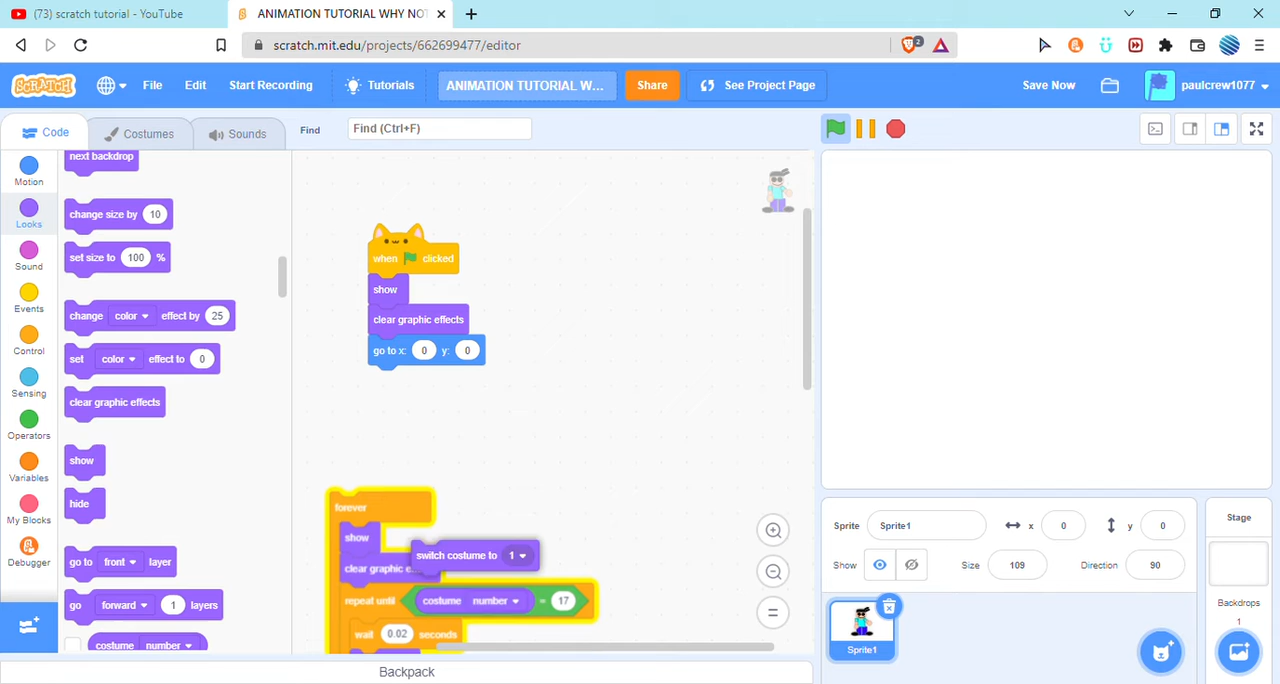 (73) scratch tutorial - YouTube
ANIMATION TUTORIAL WHY NOT
scratch.mit.edu/projects/662699477/editor
2
SCRATCH
File
Edit
Start Recording
Tutorials
ANIMATION TUTORIAL W...
Share
See Project Page
Save Now
paulcrew1077
Code
Costumes
Sounds
Find
Find (Ctrl+F)
Motion
Looks
Sound
Events
Control
Sensing
Operators
Variables
My Blocks
Debugger
next backdrop
change size by 10
set size to 100 %
change color effect by 25
set color effect to 0
clear graphic effects
show
hide
go to front layer
go forward 1 layers
costume number
when clicked
show
clear graphic effects
go to x: 0 y: 0
forever
show
switch costume to 1
clear graphic e
repeat until costume number = 17
wait 0.02 seconds
Sprite Sprite1 x 0 y 0
Show Size 109 Direction 90
Sprite1
Stage
Backdrops
1
Backpack